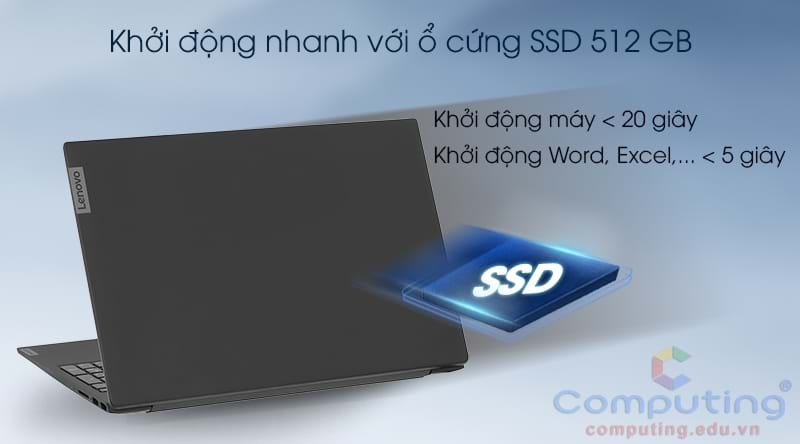 Khởi động nhanh với ổ cứng SSD 512 GB
Khởi động máy < 20 giây
Khởi động Word, Excel,... < 5 giây
Lenovo
SSD
Computing®
computing.edu.vn